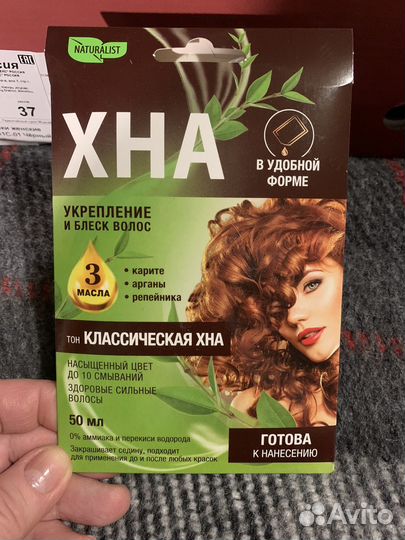 NATURALIST
ХНА
В УДОБНОЙ
ФОРМЕ
УКРЕПЛЕНИЕ
И БЛЕСК ВОЛОС
3
МАСЛА
• карите
• арганы
• репейника
ТОН КЛАССИЧЕСКАЯ ХНА
НАСЫЩЕННЫЙ ЦВЕТ
ДО 10 СМЫВАНИЙ
ЗДОРОВЫЕ СИЛЬНЫЕ
ВОЛОСЫ
50 МЛ
0% аммиака и перекиси водорода
Закрашивает седину, подходит
для применения до и после любых красок
ГОТОВА
К НАНЕСЕНИЮ
EAC
37
Avito